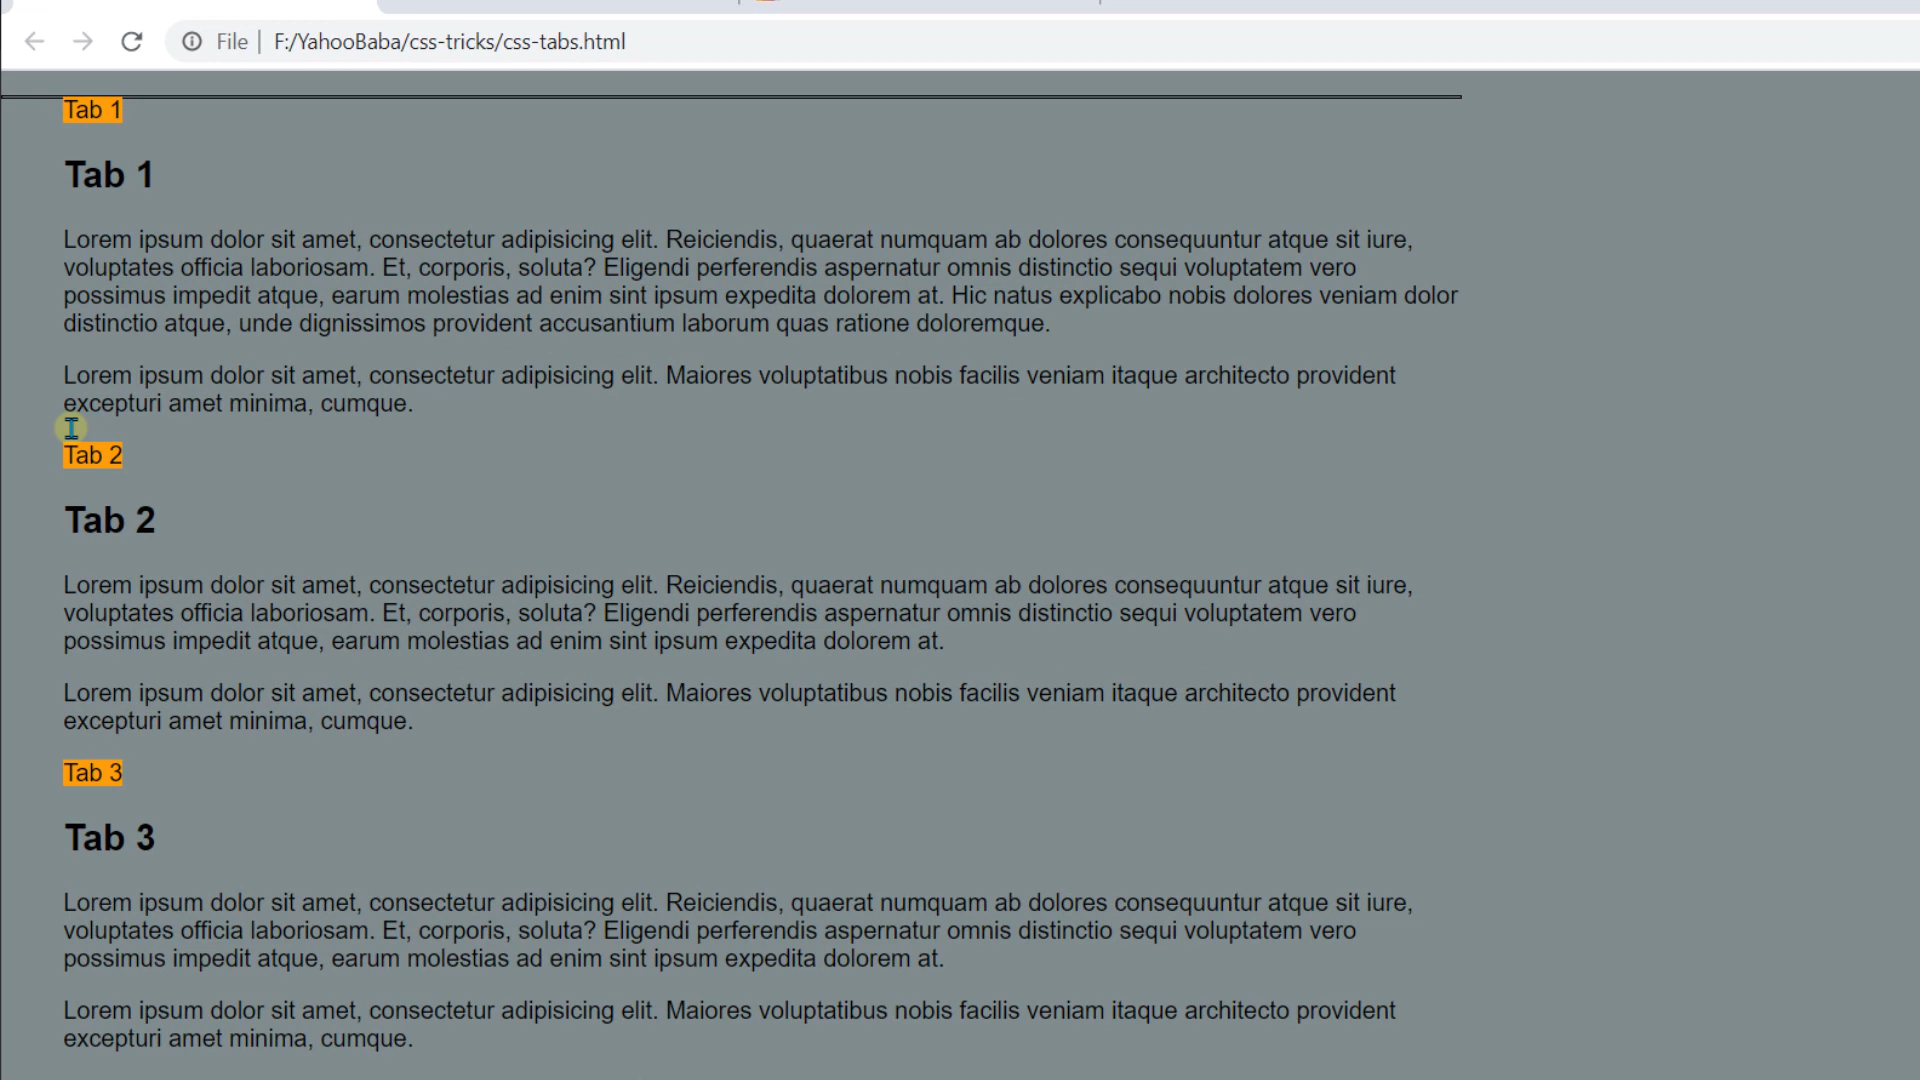 File | F:/YahooBaba/css-tricks/css-tabs.html
Tab 1
Tab 1
Lorem ipsum dolor sit amet, consectetur adipisicing elit. Reiciendis, quaerat numquam ab dolores consequuntur atque sit iure,
voluptates officia laboriosam. Et, corporis, soluta? Eligendi perferendis aspernatur omnis distinctio sequi voluptatem vero
possimus impedit atque, earum molestias ad enim sint ipsum expedita dolorem at. Hic natus explicabo nobis dolores veniam dolor
distinctio atque, unde dignissimos provident accusantium laborum quas ratione doloremque.
Lorem ipsum dolor sit amet, consectetur adipisicing elit. Maiores voluptatibus nobis facilis veniam itaque architecto provident
excepturi amet minima, cumque.
Tab 2
Tab 2
Lorem ipsum dolor sit amet, consectetur adipisicing elit. Reiciendis, quaerat numquam ab dolores consequuntur atque sit iure,
voluptates officia laboriosam. Et, corporis, soluta? Eligendi perferendis aspernatur omnis distinctio sequi voluptatem vero
possimus impedit atque, earum molestias ad enim sint ipsum expedita dolorem at.
Lorem ipsum dolor sit amet, consectetur adipisicing elit. Maiores voluptatibus nobis facilis veniam itaque architecto provident
excepturi amet minima, cumque.
Tab 3
Tab 3
Lorem ipsum dolor sit amet, consectetur adipisicing elit. Reiciendis, quaerat numquam ab dolores consequuntur atque sit iure,
voluptates officia laboriosam. Et, corporis, soluta? Eligendi perferendis aspernatur omnis distinctio sequi voluptatem vero
possimus impedit atque, earum molestias ad enim sint ipsum expedita dolorem at.
Lorem ipsum dolor sit amet, consectetur adipisicing elit. Maiores voluptatibus nobis facilis veniam itaque architecto provident
excepturi amet minima, cumque.